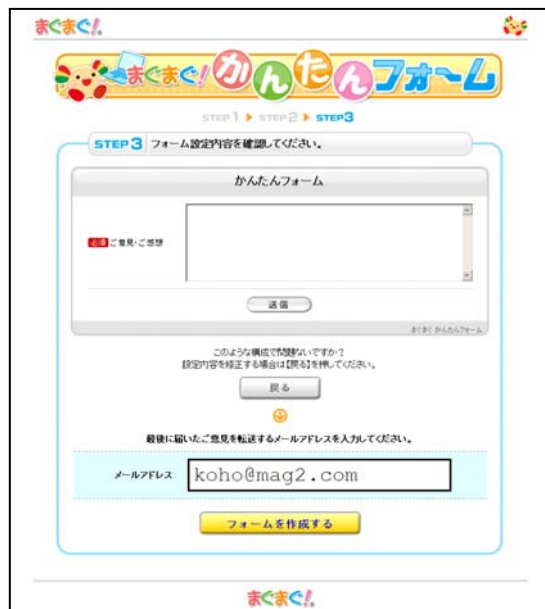 まぐまぐ!
まぐまぐ! かんたんフォーム
STEP 1 STEP 2 STEP3
STEP 3 フォーム設定内容を確認してください。
かんたんフォーム
必須 ご意見・ご感想
送信
まぐまぐ かんたんフォーム
このような構成で問題ないですか?
設定内容を修正する場合は【戻る】を押してください。
戻る
最後に届いたご意見を転送するメールアドレスを入力してください。
メールアドレス koho@mag2.com
フォームを作成する
まぐまぐ!